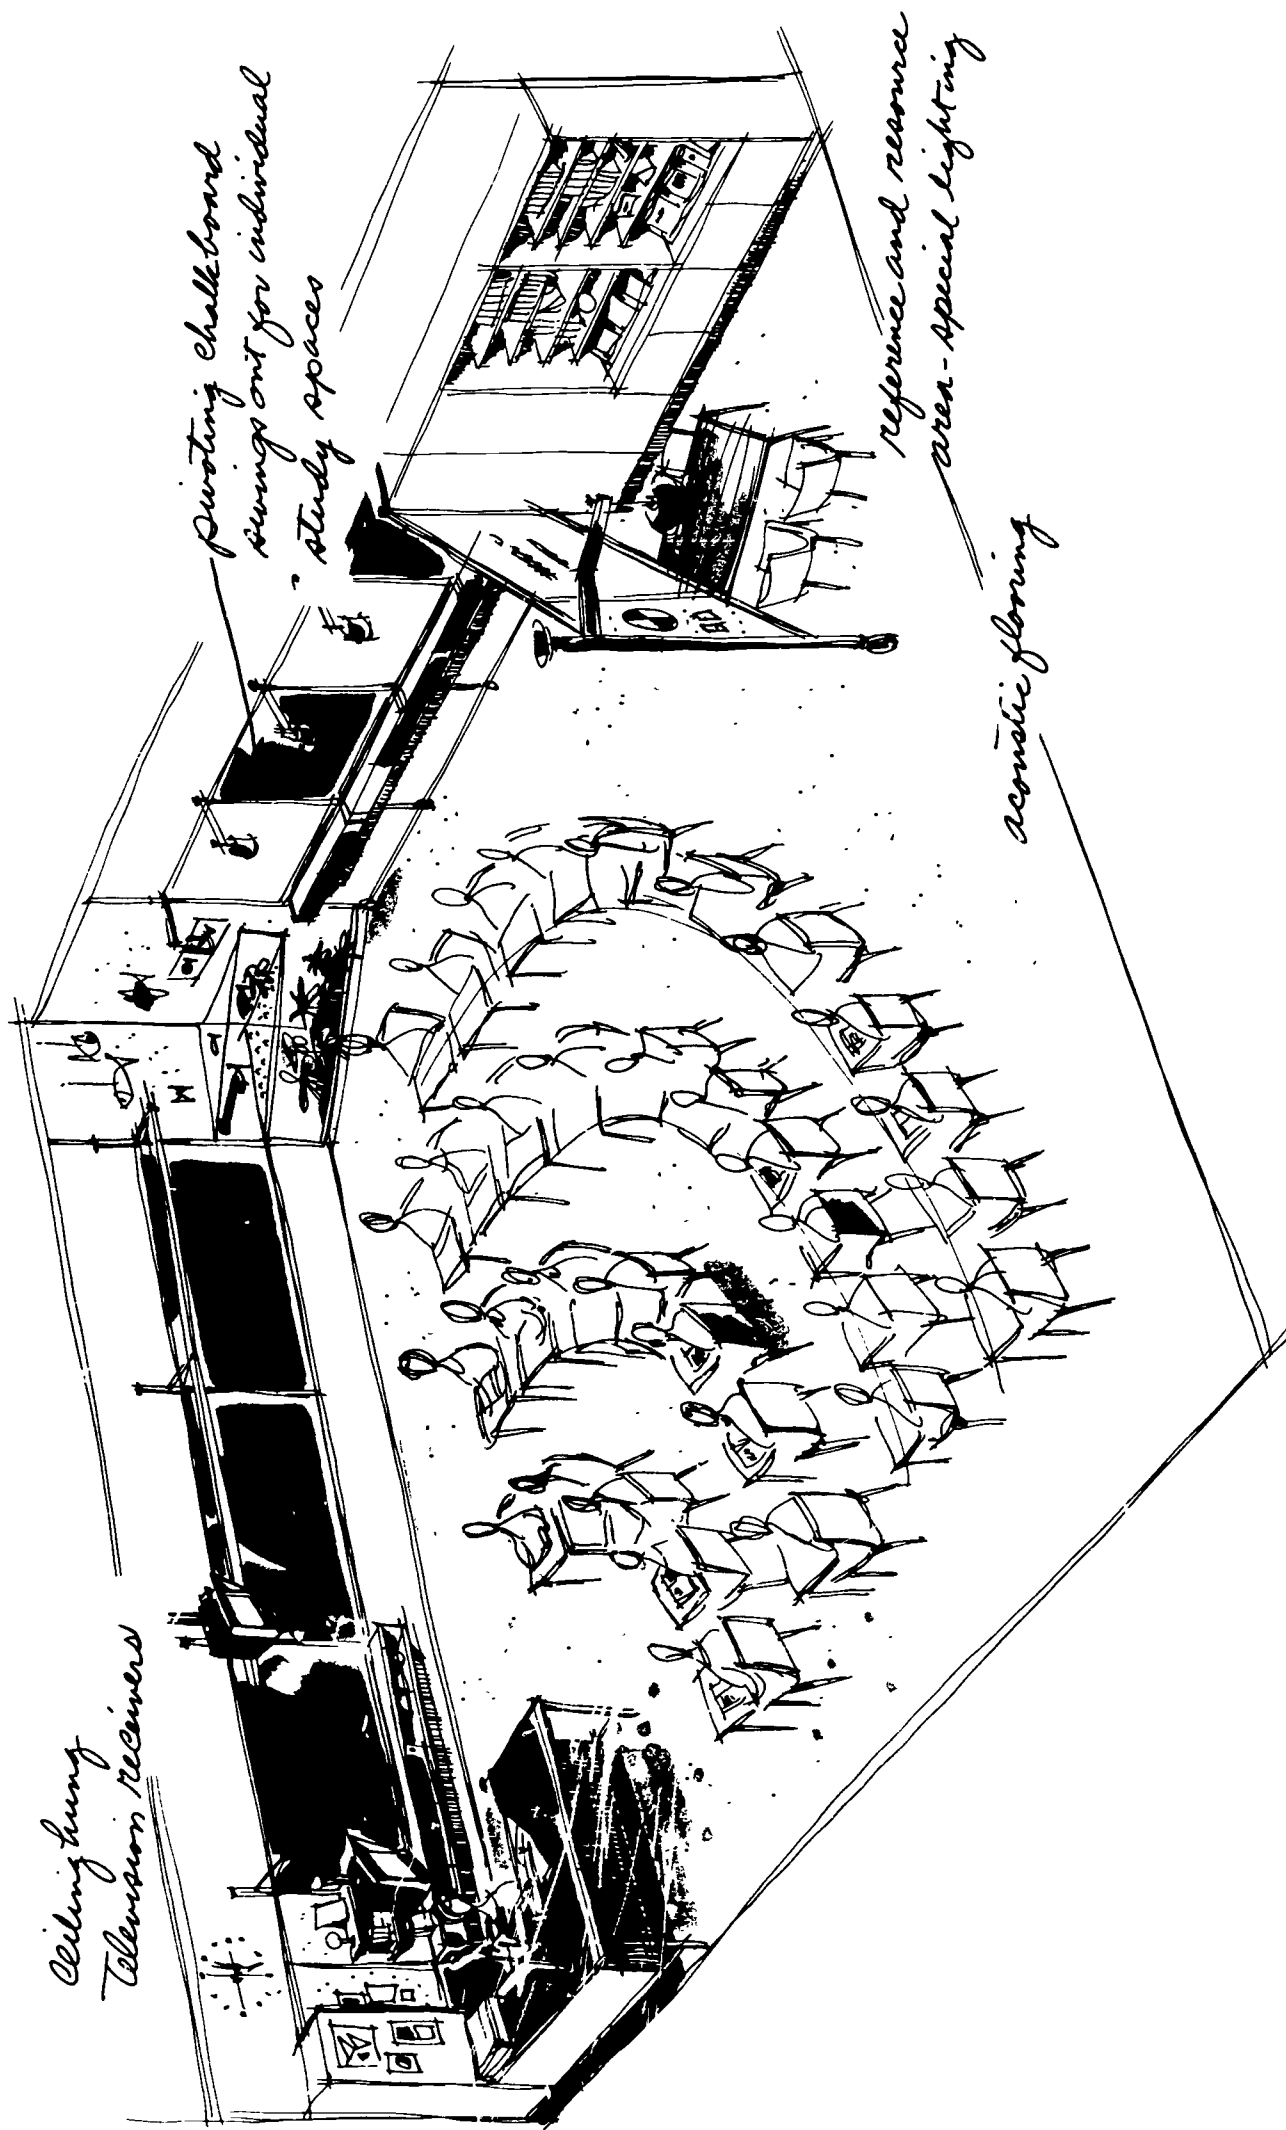 Ceiling hung
Television receivers
pivoting chalkboard
swings out for individual
study spaces
reference and resource
area - special lighting
acoustic flooring